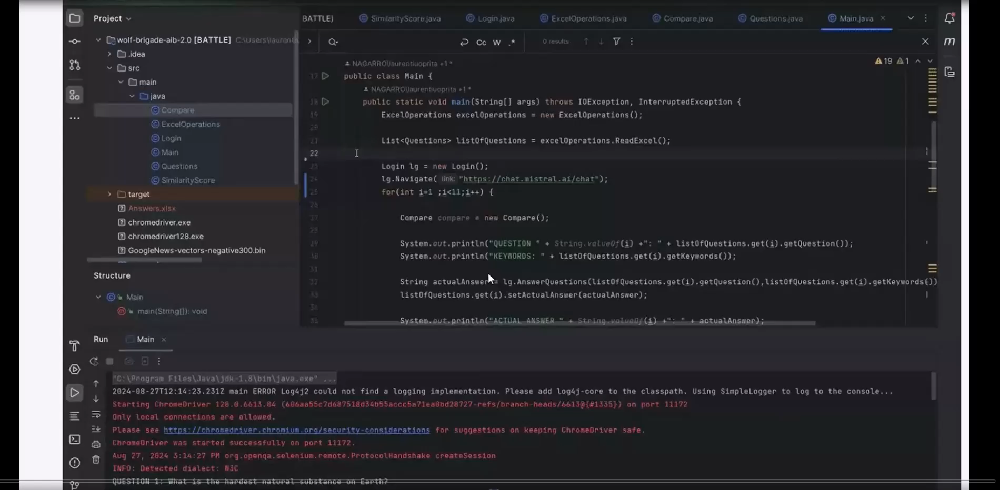 Project
BATTLE)
SimilarityScore.java
Login.java
ExcelOperations.java
Compare.java
Questions.java
Main.java
wolf-brigade-aib-2.0 [BATTLE] C:\Users\laurant
.idea
src
main
java
Compare
ExcelOperations
Login
Main
Questions
SimilarityScore
target
Answers.xlsx
chromedriver.exe
chromedriver128.exe
GoogleNews-vectors-negative300.bin
Structure
Main
main(String[]): void
Cc W .*
0 results
19 1
m
NAGARRO\laurentiuoprita +1 *
17 public class Main {
NAGARRO\laurentiuoprita +1 *
18 public static void main(String[] args) throws IOException, InterruptedException {
19 ExcelOperations excelOperations = new ExcelOperations();
20
21 List<Questions> listOfQuestions = excelOperations.ReadExcel();
22
23 Login lg = new Login();
24 lg.Navigate( link: "https://chat.mistral.ai/chat");
25 for(int i=1 ;i<11;i++) {
26
27 Compare compare = new Compare();
28
29 System.out.println("QUESTION " + String.valueOf(i) +": " + listOfQuestions.get(i).getQuestion());
30 System.out.println("KEYWORDS: " + listOfQuestions.get(i).getKeywords());
31
32 String actualAnswer = lg.AnswerQuestions(listOfQuestions.get(i).getQuestion(),listOfQuestions.get(i).getKeywords())
33 listOfQuestions.get(i).setActualAnswer(actualAnswer);
34
35 System.out.println("ACTUAL ANSWER " + String.valueOf(i) +": " + actualAnswer);
Run
Main
"C:\Program Files\Java\jdk-1.8\bin\java.exe" ...
2024-08-27T12:14:23.231Z main ERROR Log4j2 could not find a logging implementation. Please add log4j-core to the classpath. Using SimpleLogger to log to the console...
Starting ChromeDriver 128.0.6613.84 (606aa55c7d687518d34b55accc5a71ea0bd28727-refs/branch-heads/6613@{#1335}) on port 11172
Only local connections are allowed.
Please see https://chromedriver.chromium.org/security-considerations for suggestions on keeping ChromeDriver safe.
ChromeDriver was started successfully on port 11172.
Aug 27, 2024 3:14:27 PM org.openqa.selenium.remote.ProtocolHandshake createSession
INFO: Detected dialect: W3C
QUESTION 1: What is the hardest natural substance on Earth?